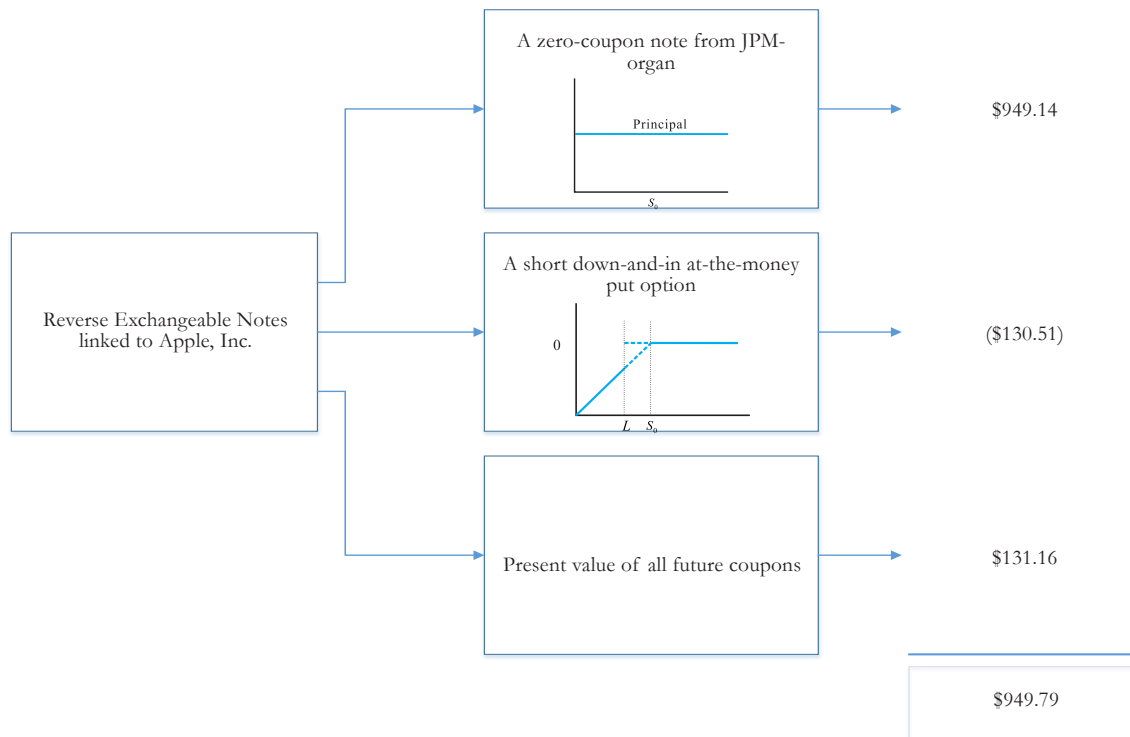 A zero-coupon note from JPM-
organ
Principal
S₀
$949.14
Reverse Exchangeable Notes
linked to Apple, Inc.
A short down-and-in at-the-money
put option
0
L S₀
($130.51)
Present value of all future coupons
$131.16
$949.79